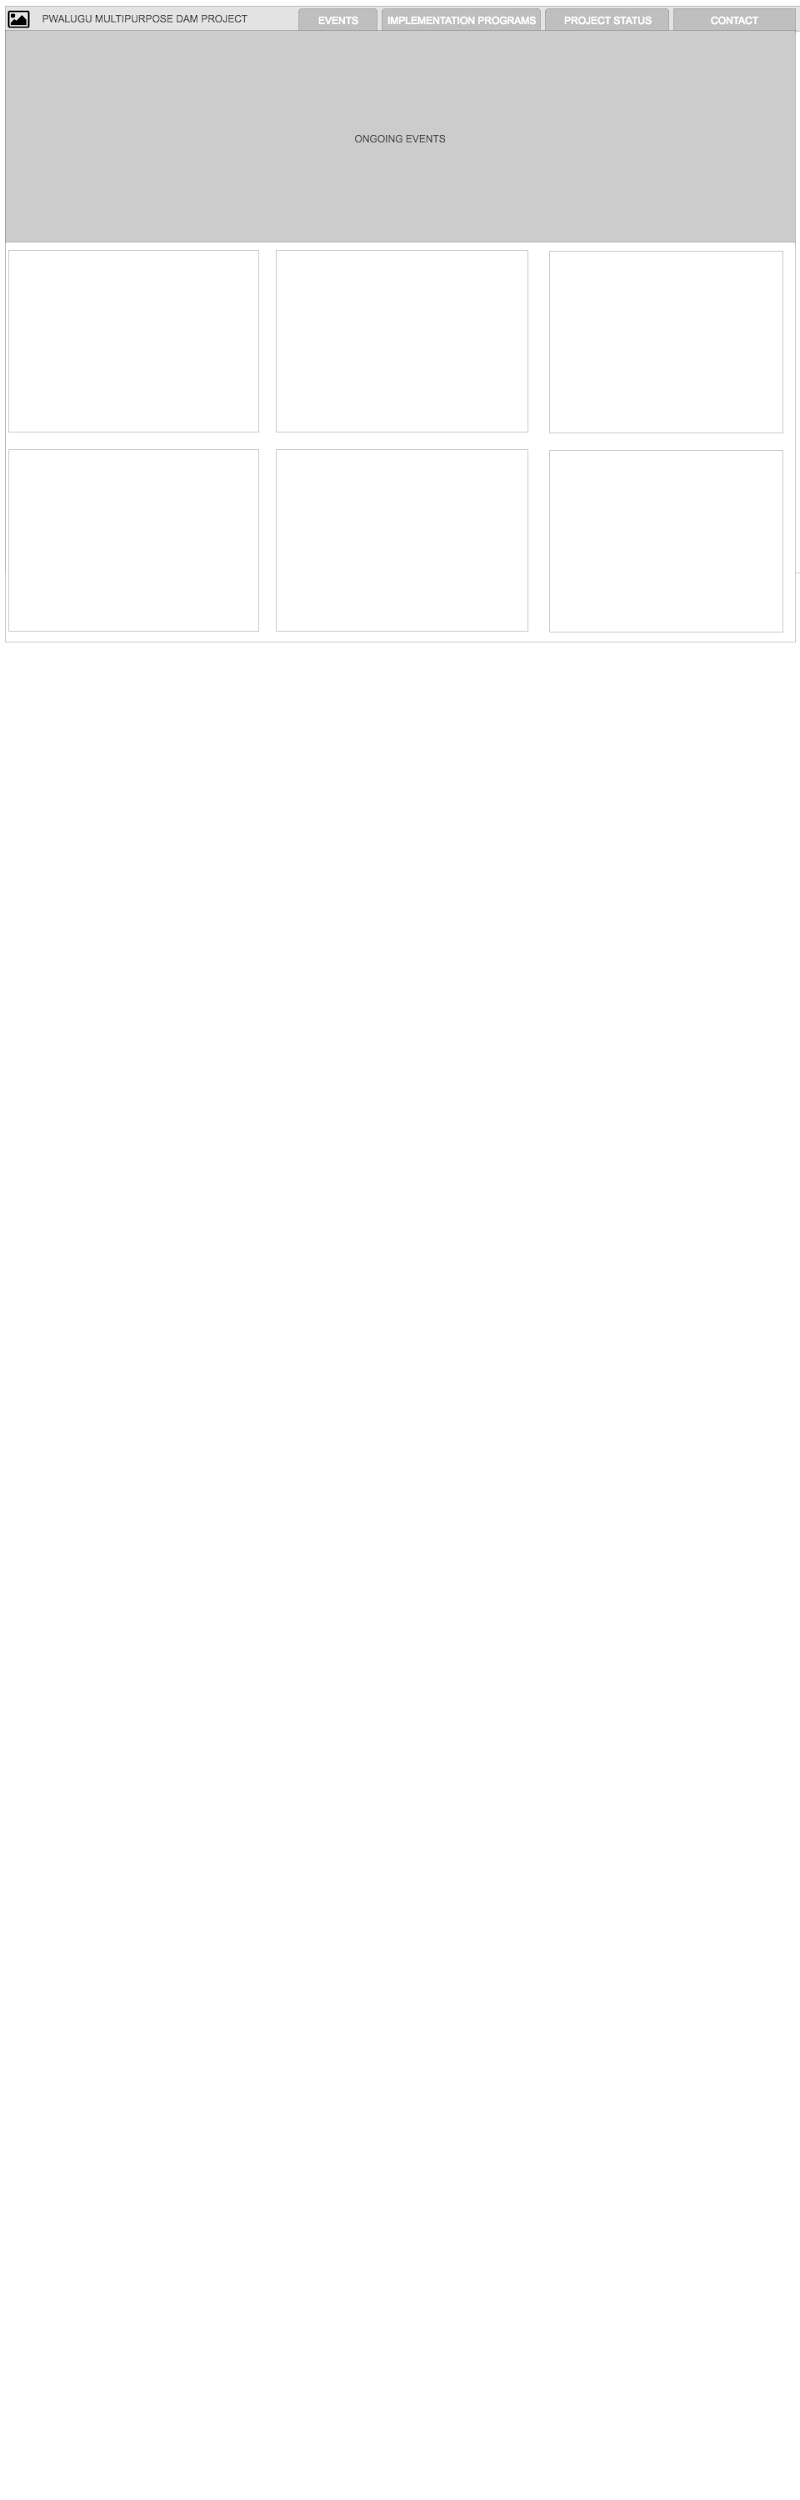 PWALUGU MULTIPURPOSE DAM PROJECT
EVENTS
IMPLEMENTATION PROGRAMS
PROJECT STATUS
CONTACT
ONGOING EVENTS